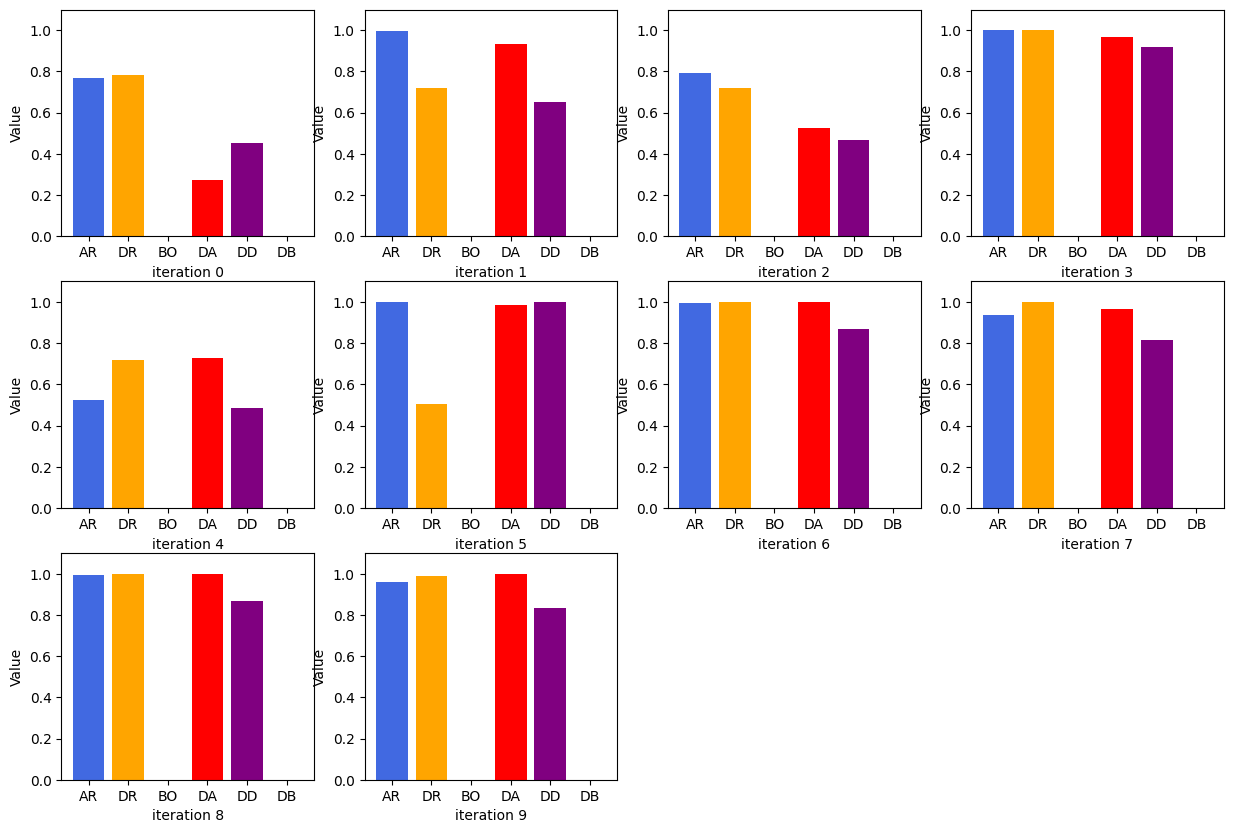 Value
1.0
0.8
0.6
0.4
0.2
0.0
AR DR BO DA DD DB
iteration 0
Value
1.0
0.8
0.6
0.4
0.2
0.0
AR DR BO DA DD DB
iteration 1
Value
1.0
0.8
0.6
0.4
0.2
0.0
AR DR BO DA DD DB
iteration 2
Value
1.0
0.8
0.6
0.4
0.2
0.0
AR DR BO DA DD DB
iteration 3
Value
1.0
0.8
0.6
0.4
0.2
0.0
AR DR BO DA DD DB
iteration 4
Value
1.0
0.8
0.6
0.4
0.2
0.0
AR DR BO DA DD DB
iteration 5
Value
1.0
0.8
0.6
0.4
0.2
0.0
AR DR BO DA DD DB
iteration 6
Value
1.0
0.8
0.6
0.4
0.2
0.0
AR DR BO DA DD DB
iteration 7
Value
1.0
0.8
0.6
0.4
0.2
0.0
AR DR BO DA DD DB
iteration 8
Value
1.0
0.8
0.6
0.4
0.2
0.0
AR DR BO DA DD DB
iteration 9